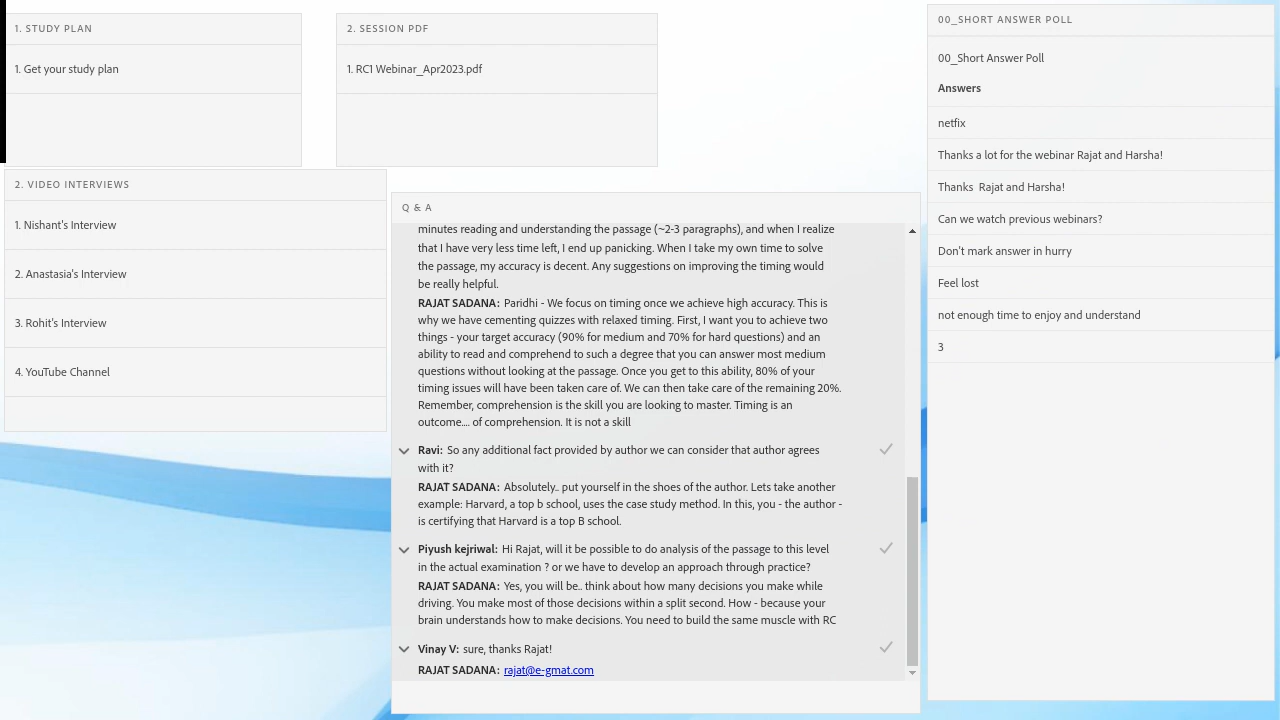 1. STUDY PLAN
1. Get your study plan
2. SESSION PDF
1. RC1 Webinar_Apr2023.pdf
2. VIDEO INTERVIEWS
1. Nishant's Interview
2. Anastasia's Interview
3. Rohit's Interview
4. YouTube Channel
Q & A
minutes reading and understanding the passage (~2-3 paragraphs), and when I realize
that I have very less time left, I end up panicking. When I take my own time to solve
the passage, my accuracy is decent. Any suggestions on improving the timing would
be really helpful.
RAJAT SADANA: Paridhi - We focus on timing once we achieve high accuracy. This is
why we have cementing quizzes with relaxed timing. First, I want you to achieve two
things - your target accuracy (90% for medium and 70% for hard questions) and an
ability to read and comprehend to such a degree that you can answer most medium
questions without looking at the passage. Once you get to this ability, 80% of your
timing issues will have been taken care of. We can then take care of the remaining 20%.
Remember, comprehension is the skill you are looking to master. Timing is an
outcome.... of comprehension. It is not a skill
Ravi: So any additional fact provided by author we can consider that author agrees
with it?
RAJAT SADANA: Absolutely.. put yourself in the shoes of the author. Lets take another
example: Harvard, a top b school, uses the case study method. In this, you - the author -
is certifying that Harvard is a top B school.
Piyush kejriwal: Hi Rajat, will it be possible to do analysis of the passage to this level
in the actual examination ? or we have to develop an approach through practice?
RAJAT SADANA: Yes, you will be.. think about how many decisions you make while
driving. You make most of those decisions within a split second. How - because your
brain understands how to make decisions. You need to build the same muscle with RC
Vinay V: sure, thanks Rajat!
RAJAT SADANA: rajat@e-gmat.com
00_SHORT ANSWER POLL
00_Short Answer Poll
Answers
netfix
Thanks a lot for the webinar Rajat and Harsha!
Thanks  Rajat and Harsha!
Can we watch previous webinars?
Don't mark answer in hurry
Feel lost
not enough time to enjoy and understand
3